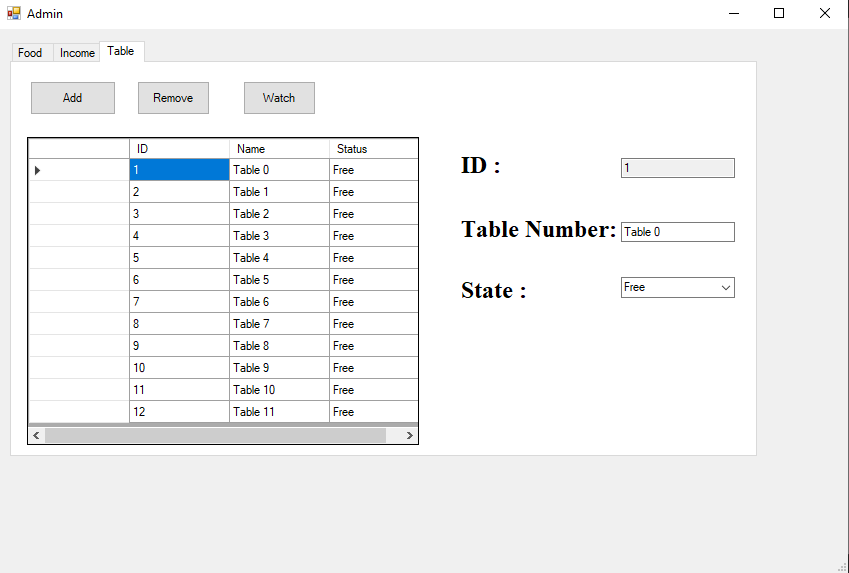 Admin
Food Income Table
Add Remove Watch
ID Name Status
1 Table 0 Free
2 Table 1 Free
3 Table 2 Free
4 Table 3 Free
5 Table 4 Free
6 Table 5 Free
7 Table 6 Free
8 Table 7 Free
9 Table 8 Free
10 Table 9 Free
11 Table 10 Free
12 Table 11 Free
ID : 1
Table Number: Table 0
State : Free